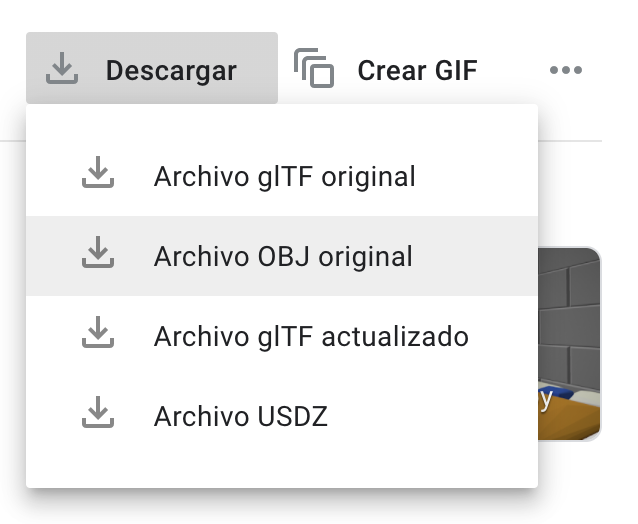 Descargar
Crear GIF
Archivo glTF original
Archivo OBJ original
Archivo glTF actualizado
Archivo USDZ
y